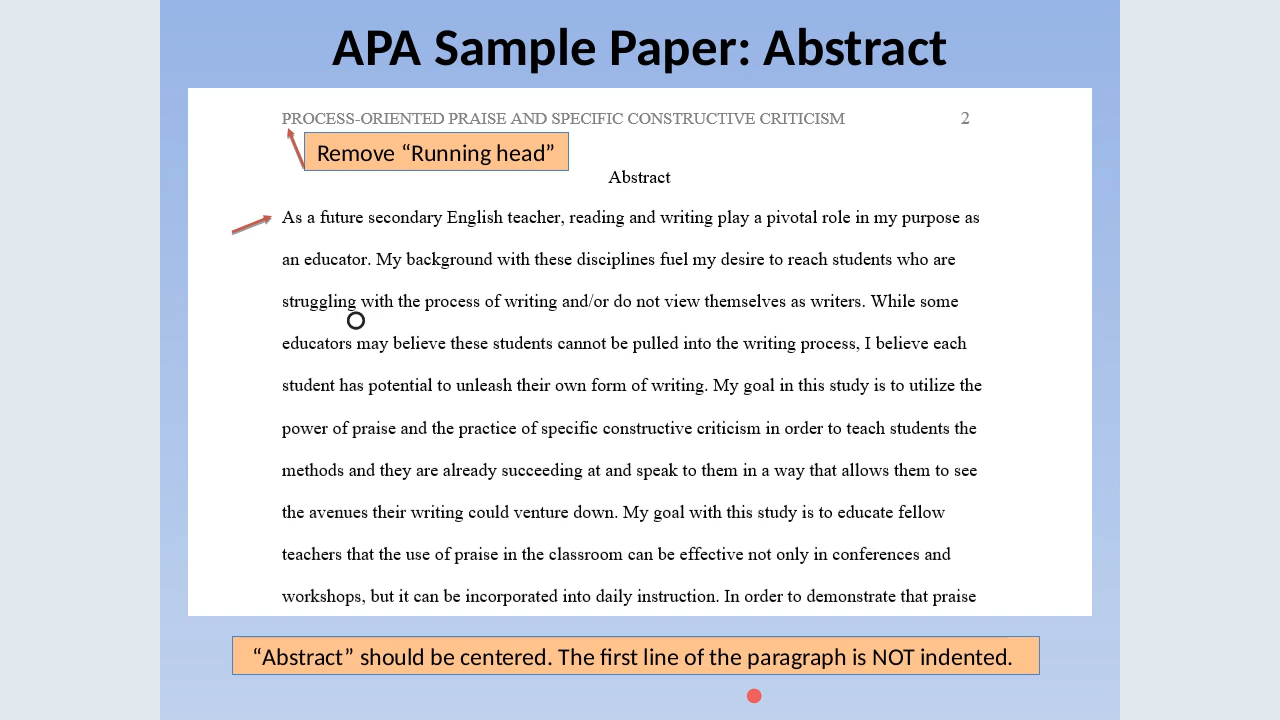 APA Sample Paper: Abstract
PROCESS-ORIENTED PRAISE AND SPECIFIC CONSTRUCTIVE CRITICISM 2
Remove “Running head”
Abstract
As a future secondary English teacher, reading and writing play a pivotal role in my purpose as
an educator. My background with these disciplines fuel my desire to reach students who are
struggling with the process of writing and/or do not view themselves as writers. While some
educators may believe these students cannot be pulled into the writing process, I believe each
student has potential to unleash their own form of writing. My goal in this study is to utilize the
power of praise and the practice of specific constructive criticism in order to teach students the
methods and they are already succeeding at and speak to them in a way that allows them to see
the avenues their writing could venture down. My goal with this study is to educate fellow
teachers that the use of praise in the classroom can be effective not only in conferences and
workshops, but it can be incorporated into daily instruction. In order to demonstrate that praise
“Abstract” should be centered. The first line of the paragraph is NOT indented.